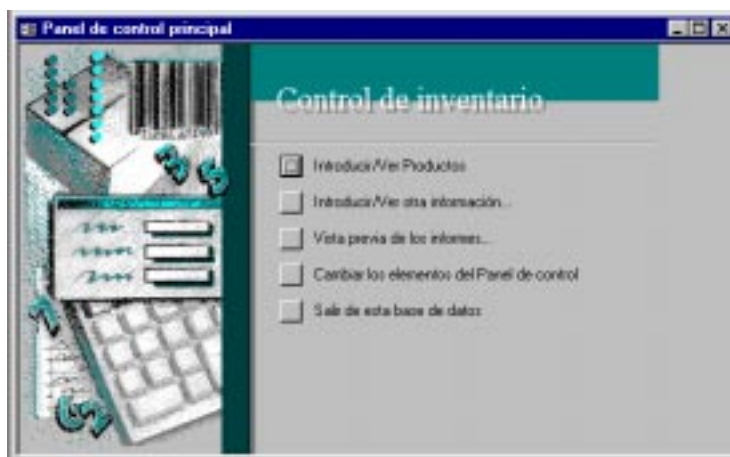 Panel de control principal
Control de inventario
Introducir/Ver Productos
Introducir/Ver otra información...
Vista previa de los informes...
Cambiar los elementos del Panel de control
Salir de esta base de datos